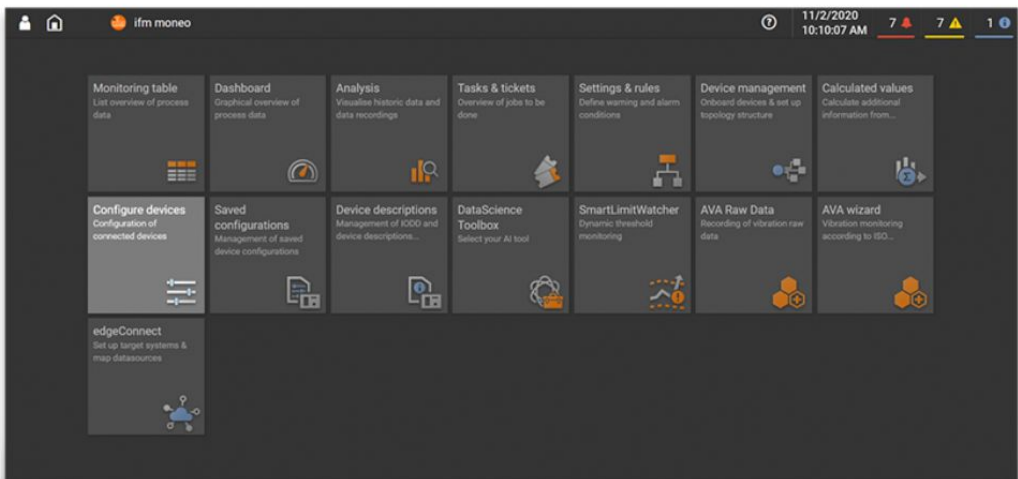 ifm moneo
11/2/2020
10:10:07 AM
7
7
1
Monitoring table
List overview of process
data
Dashboard
Graphical overview of
process data
Analysis
Visualise historic data and
data recordings
Tasks & tickets
Overview of jobs to be
done
Settings & rules
Define warning and alarm
conditions
Device management
Onboard devices & set up
topology structure
Calculated values
Calculate additional
information from...
Configure devices
Configuration of
connected devices
Saved
configurations
Management of saved
device configurations
Device descriptions
Management of IODD and
device descriptions...
DataScience
Toolbox
Select your AI tool
SmartLimitWatcher
Dynamic threshold
monitoring
AVA Raw Data
Recording of vibration raw
data
AVA wizard
Vibration monitoring
according to ISO...
edgeConnect
Set up target systems &
map datasources